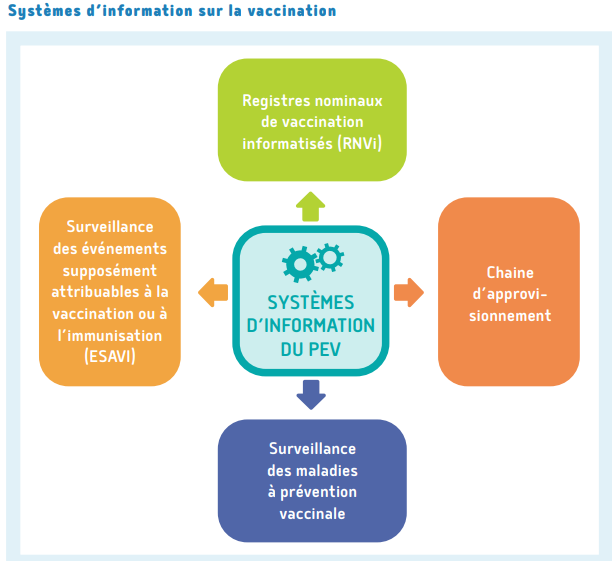 Systèmes d'information sur la vaccination
Registres nominaux
de vaccination
informatisés (RNVi)
Surveillance
des événements
supposément
attribuables à la
vaccination ou à
l'immunisation
(ESAVI)
SYSTÈMES
D'INFORMATION
DU PEV
Chaine
d'approvi-
sionnement
Surveillance
des maladies
à prévention
vaccinale